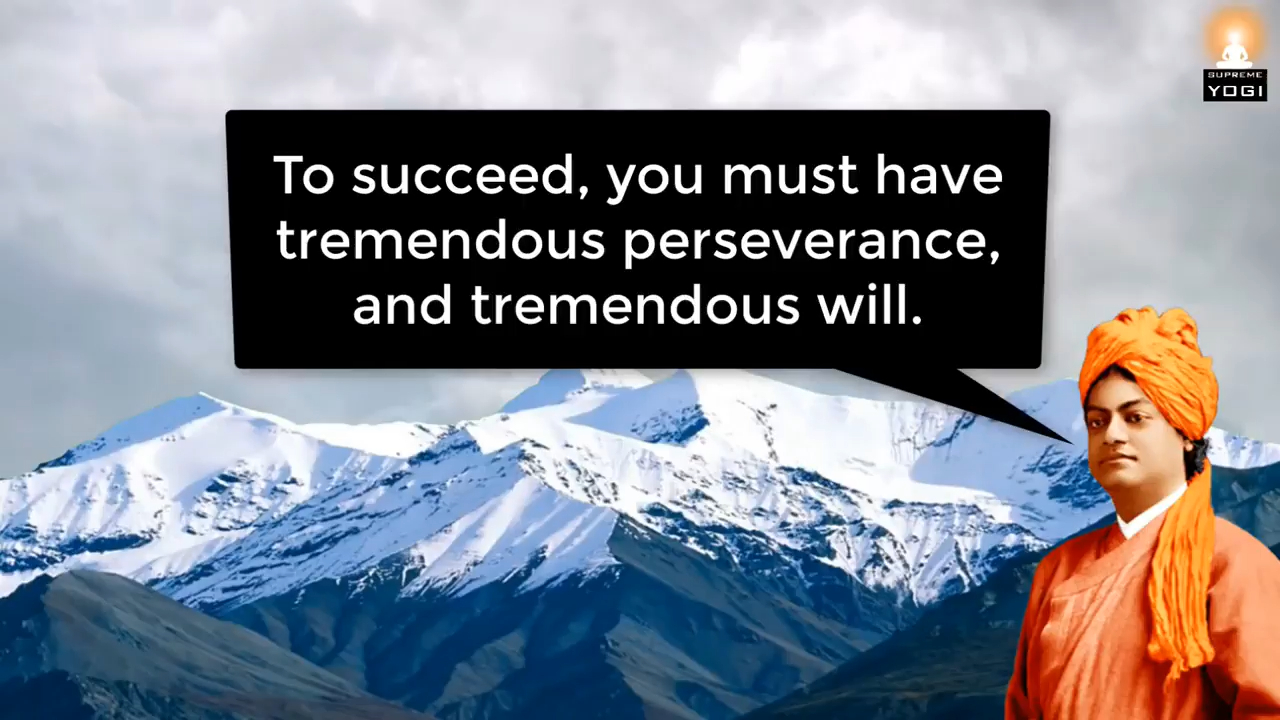 SUPREME
YOGI
To succeed, you must have
tremendous perseverance,
and tremendous will.